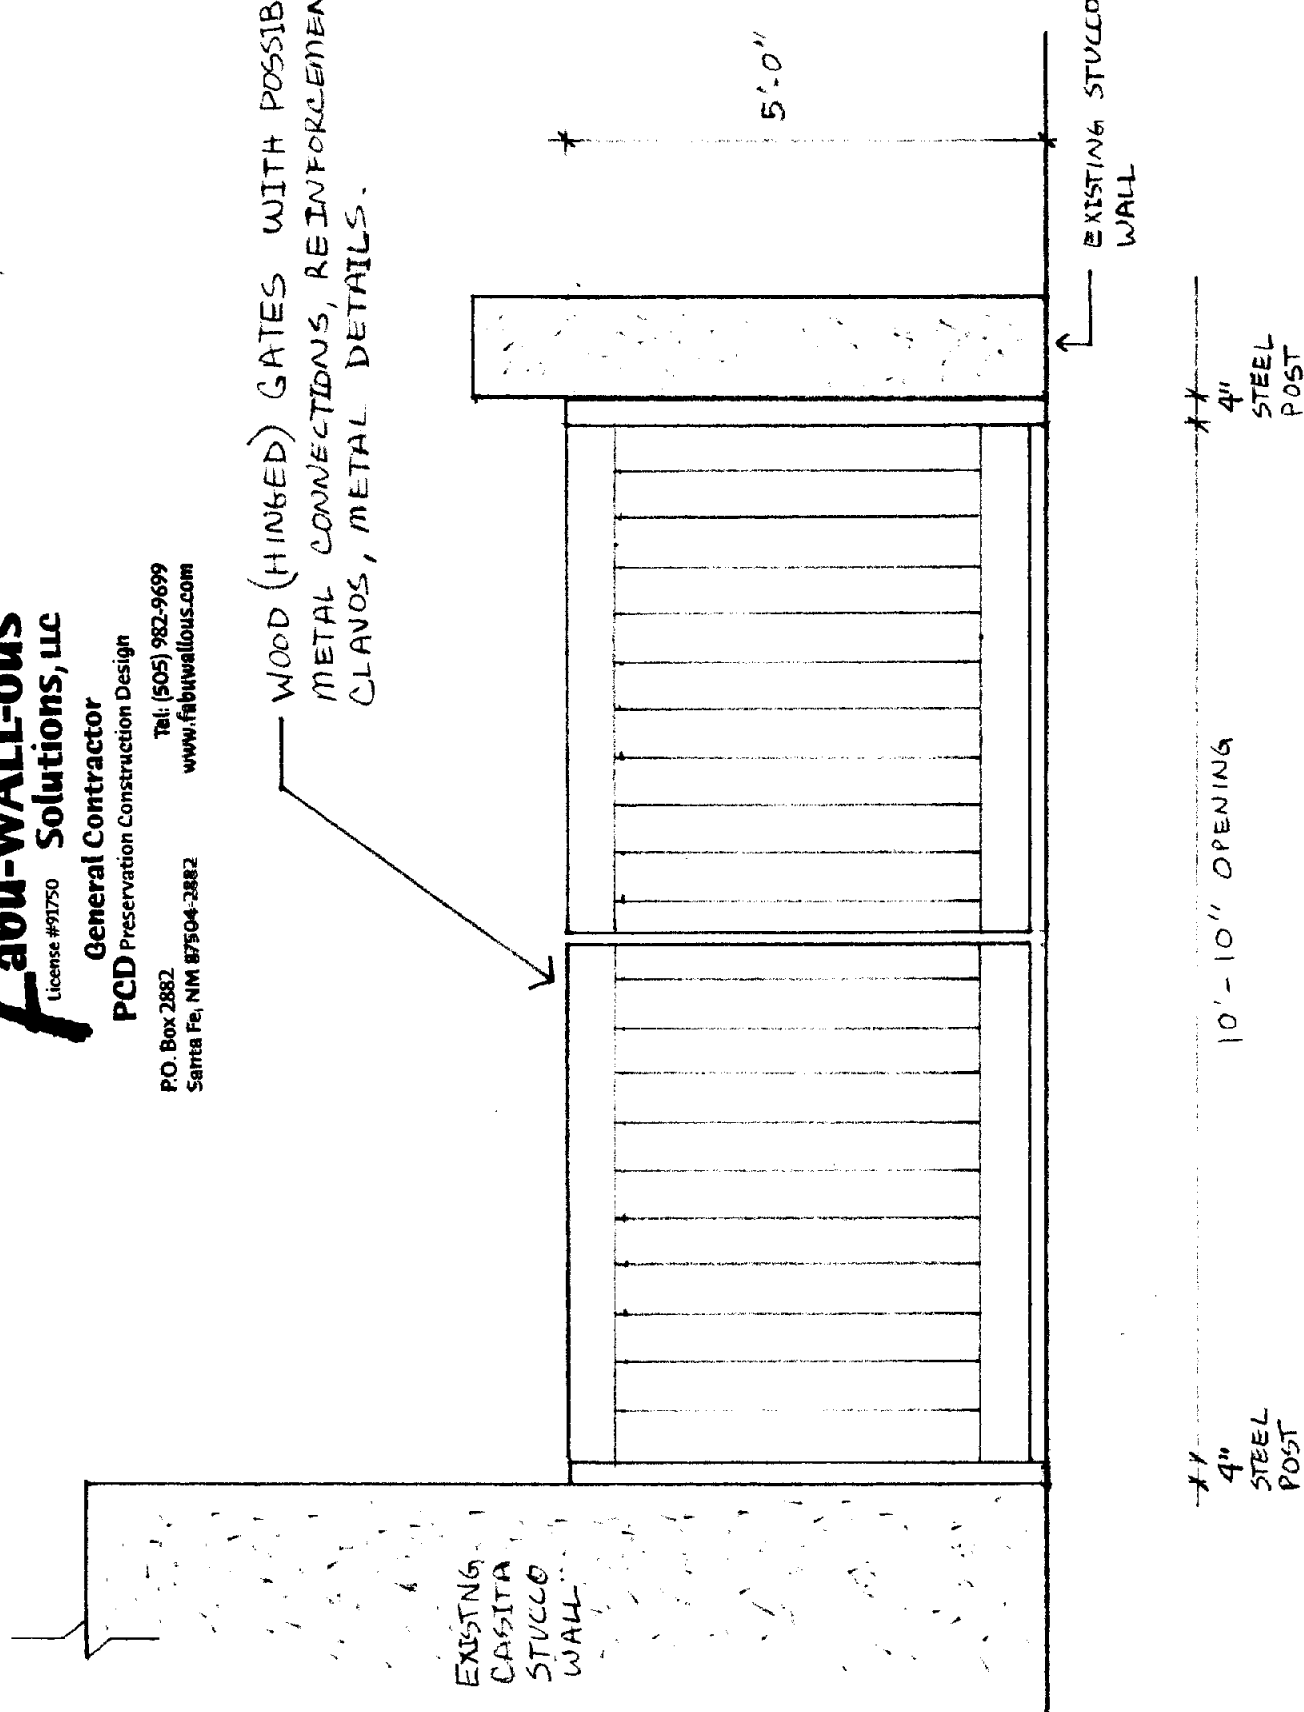 abu-WALL-ous
License #91750 Solutions, LLC
General Contractor
PCD Preservation Construction Design
P.O. Box 2882 Tel: (505) 982-9699
Santa Fe, NM 87504-2882 www.fabuwallous.com
WOOD (HINGED) GATES WITH POSSIB
METAL CONNECTIONS, REINFORCEMEN
CLAVOS, METAL DETAILS.
5'-0"
EXISTNG
CASITA
STUCCO
WALL
EXISTING STUCCO
WALL
4"
STEEL
POST
10'-10" OPENING
4"
STEEL
POST